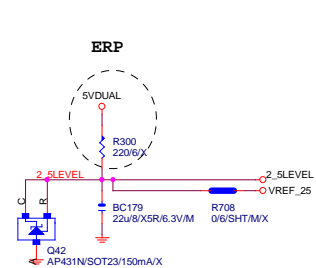 ERP
5VDUAL
R300
220/6/X
2_5LEVEL
2_5LEVEL
VREF_25
C
R
BC179
22u/8/X5R/6.3V/M
R708
0/6/SHT/M/X
A
Q42
AP431N/SOT23/150mA/X